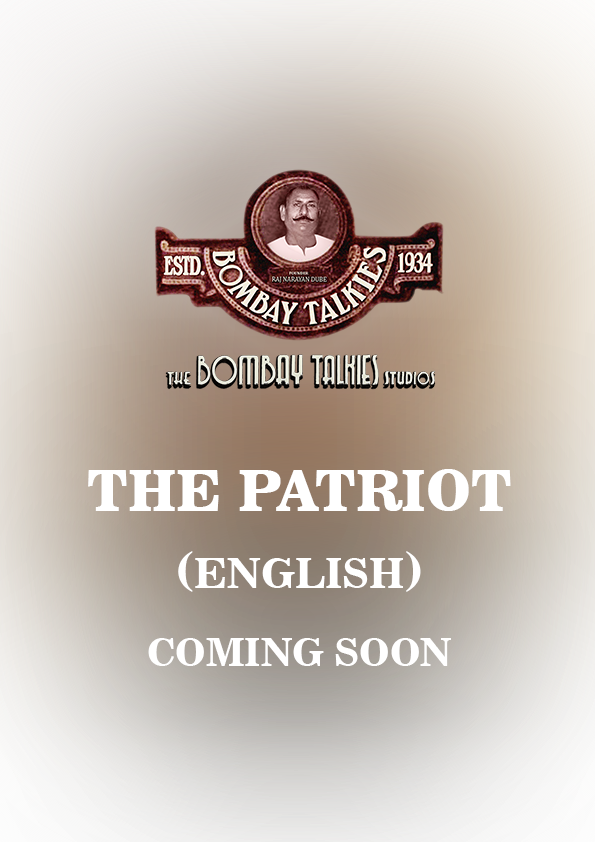 ESTD.
BOMBAY TALKIES
1934
FOUNDER
RAJ NARAYAN DUBE
THE BOMBAY TALKIES STUDIOS
THE PATRIOT
(ENGLISH)
COMING SOON